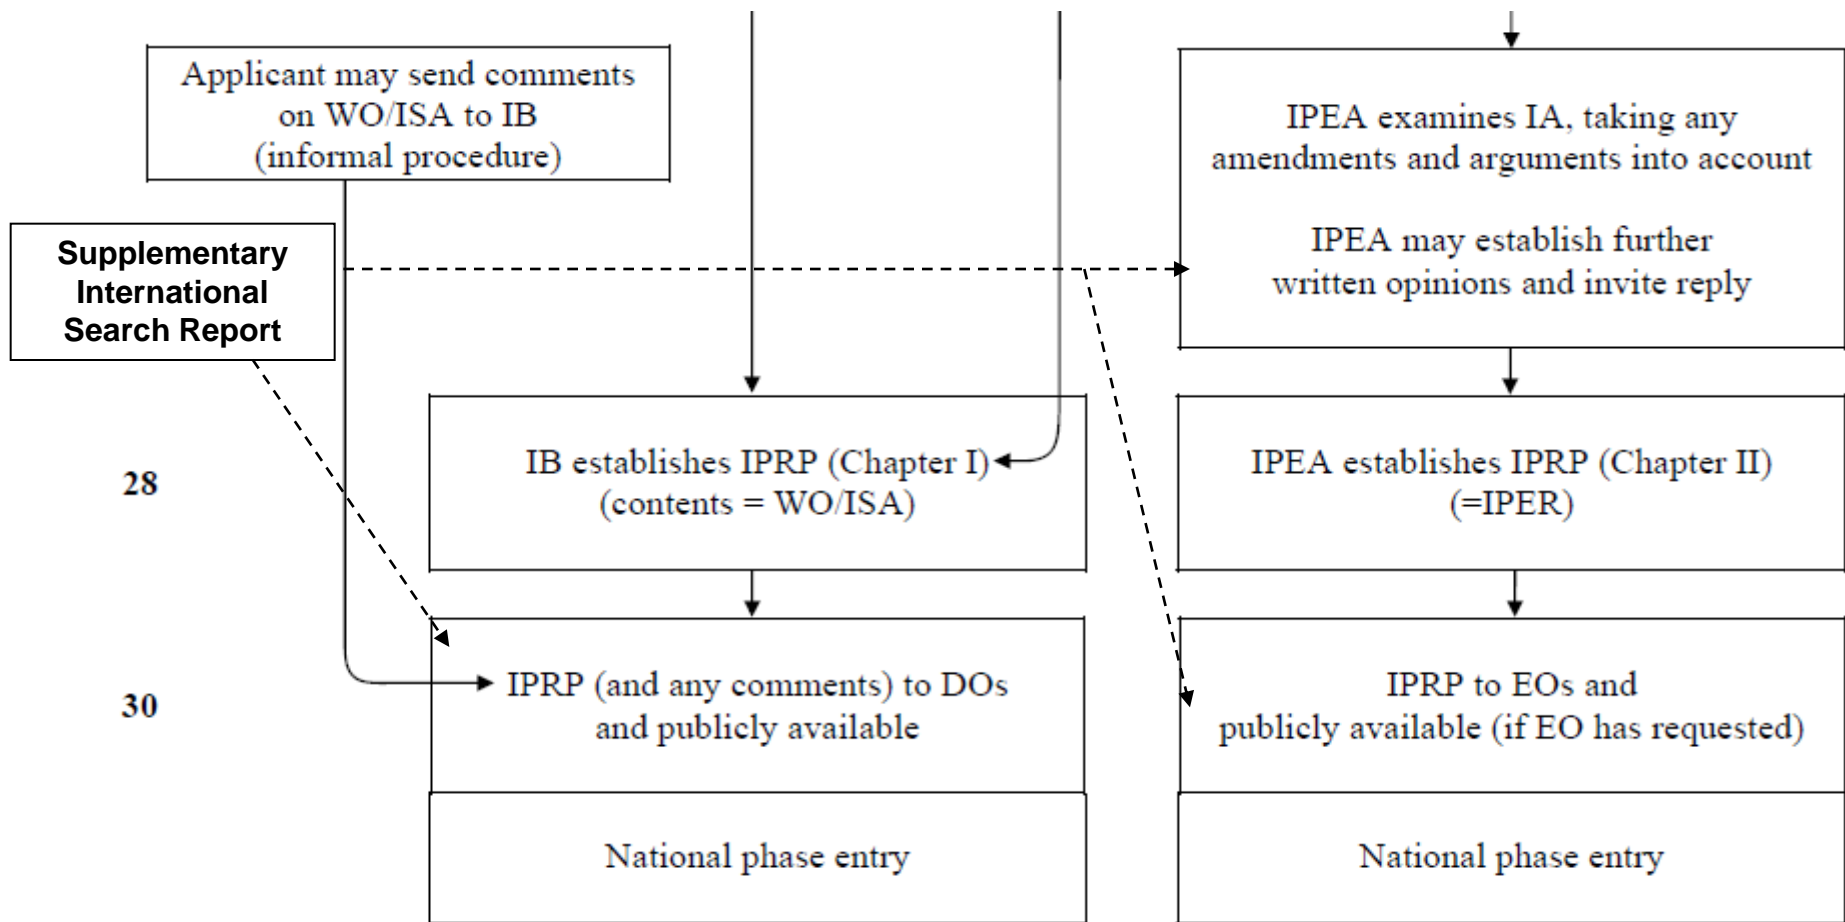 Applicant may send comments
on WO/ISA to IB
(informal procedure)
IPEA examines IA, taking any
amendments and arguments into account
IPEA may establish further
written opinions and invite reply
Supplementary
International
Search Report
28
IB establishes IPRP (Chapter I)
(contents = WO/ISA)
IPEA establishes IPRP (Chapter II)
(=IPER)
30
IPRP (and any comments) to DOs
and publicly available
IPRP to EOs and
publicly available (if EO has requested)
National phase entry
National phase entry